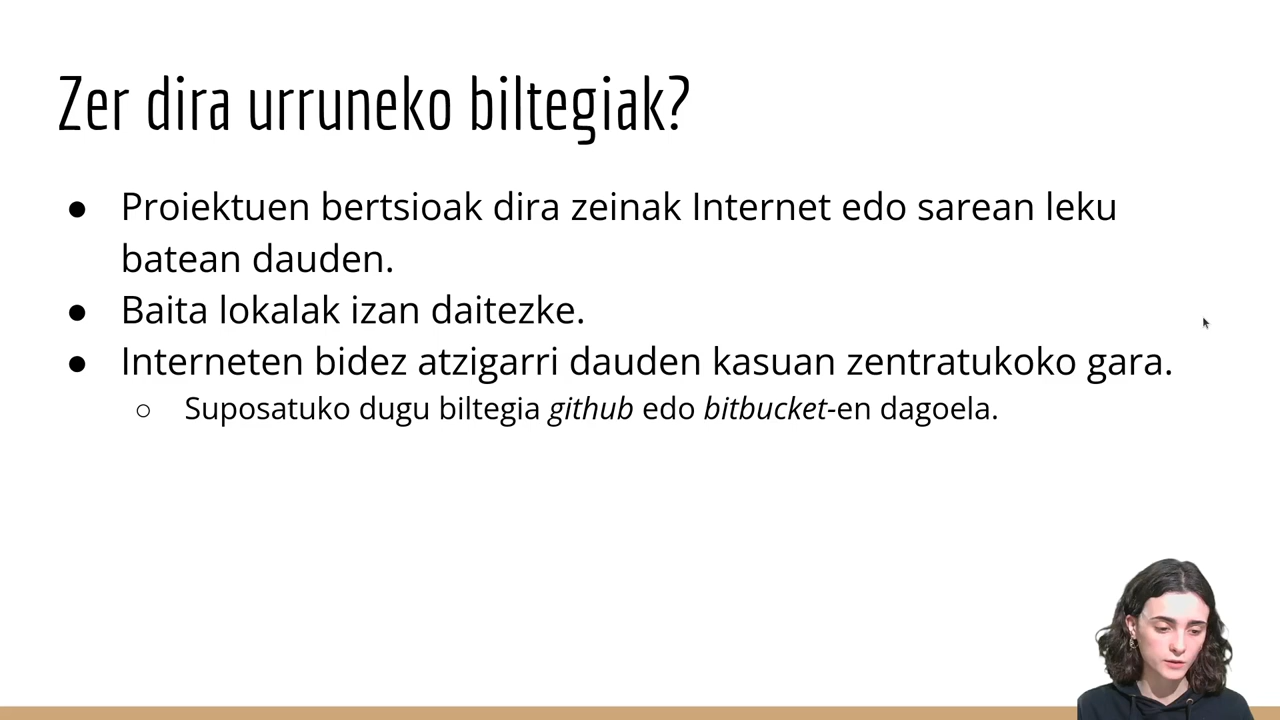 Zer dira urruneko biltegiak?
● Proiektuen bertsioak dira zeinak Internet edo sarean leku
batean dauden.
● Baita lokalak izan daitezke.
● Interneten bidez atzigarri dauden kasuan zentratukoko gara.
○ Suposatuko dugu biltegia github edo bitbucket-en dagoela.